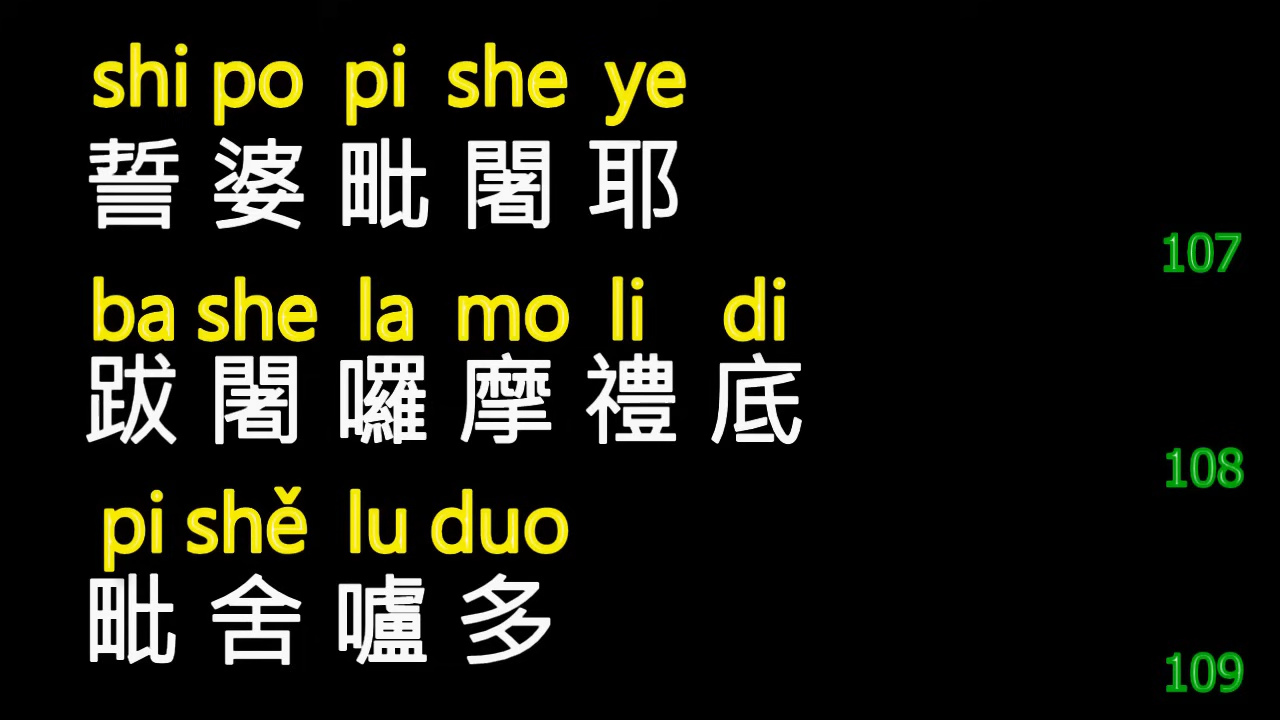 shi po pi she ye
誓 婆 毗 闍 耶
107
ba she la mo li di
跋 闍 囉 摩 禮 底
108
pi shě lu duo
毗 舍 嚧 多
109